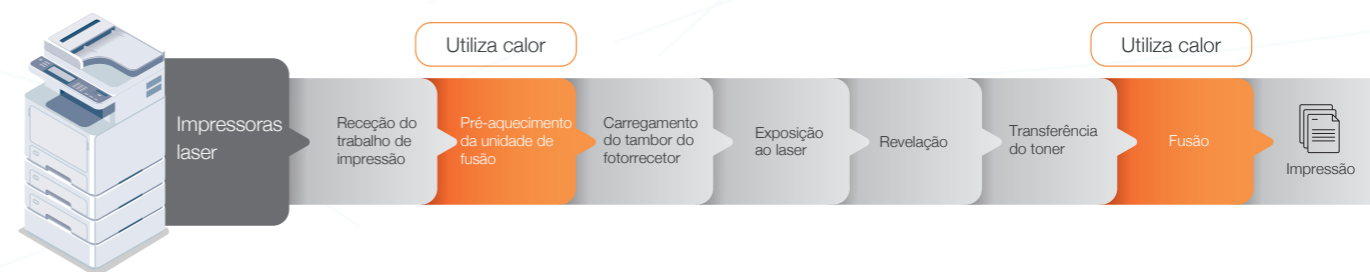 Utiliza calor
Utiliza calor
Impressoras
laser
Receção do
trabalho de
impressão
Pré-aquecimento
da unidade de
fusão
Carregamento
do tambor do
fotorrecetor
Exposição
ao laser
Revelação
Transferência
do toner
Fusão
Impressão